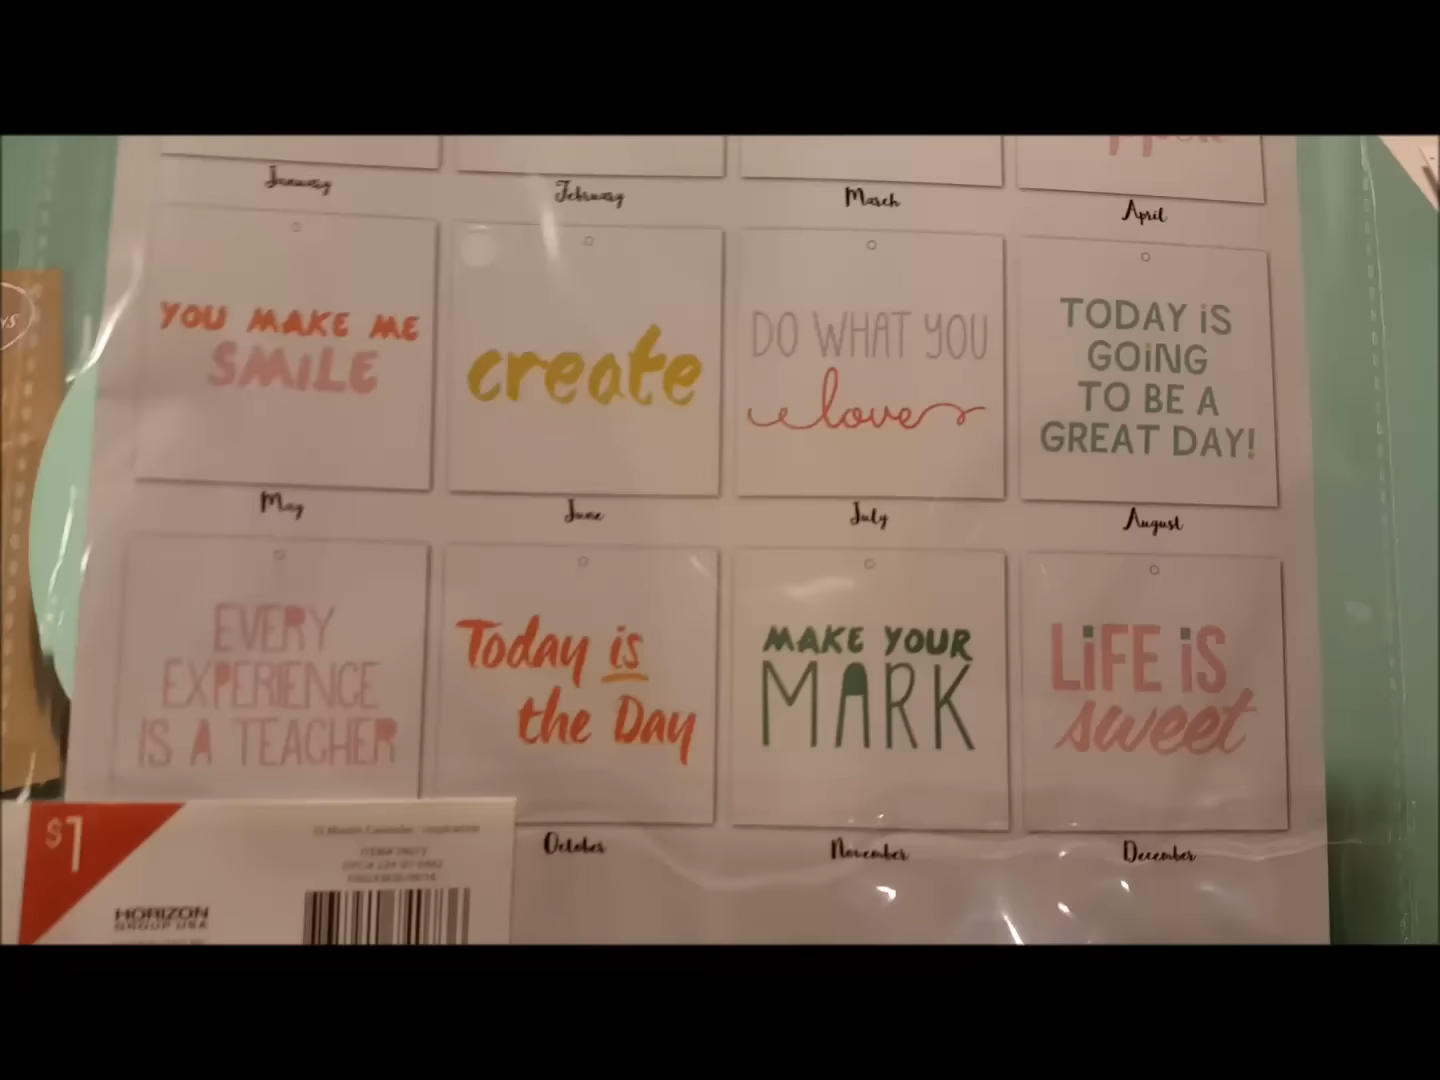 January
February
March
April
YOU MAKE ME
SMiLE
create
DO WHAT YOU
love
TODAY iS
GOiNG
TO BE A
GREAT DAY!
May
June
July
August
EVERY
EXPERIENCE
IS A TEACHER
Today is
the Day
MAKE YOUR
MARK
LiFE iS
sweet
October
November
December
$1
HORIZON
GROUP USA